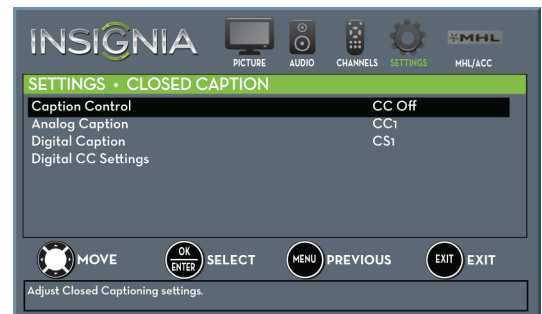 INSIGNIA
PICTURE AUDIO CHANNELS SETTINGS MHL MHL/ACC
SETTINGS • CLOSED CAPTION
Caption Control CC Off
Analog Caption CC1
Digital Caption CS1
Digital CC Settings
MOVE OK ENTER SELECT MENU PREVIOUS EXIT EXIT
Adjust Closed Captioning settings.